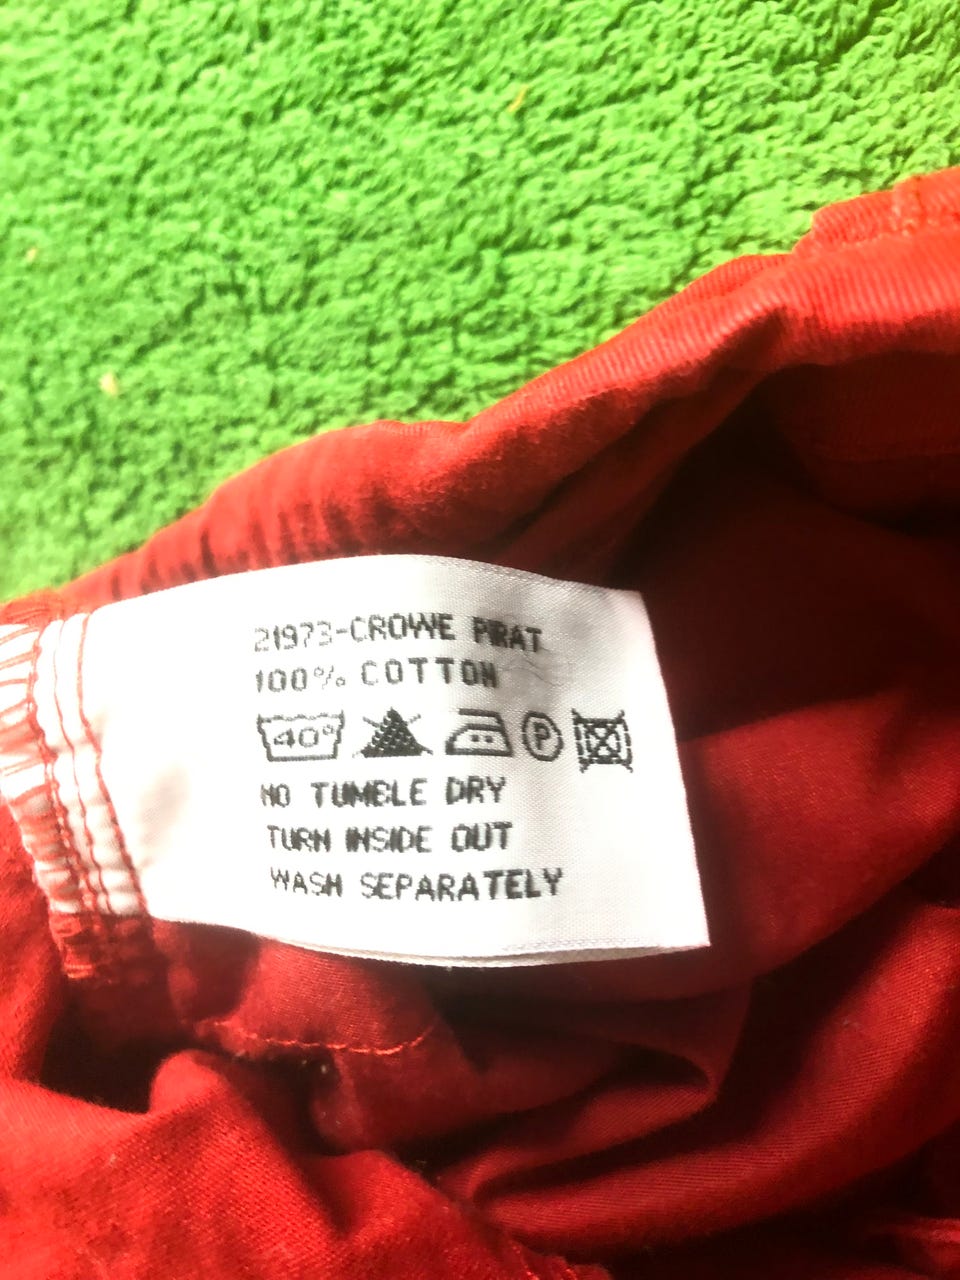 21973-CROWE PIRAT
100% COTTON
40° P
NO TUMBLE DRY
TURN INSIDE OUT
WASH SEPARATELY